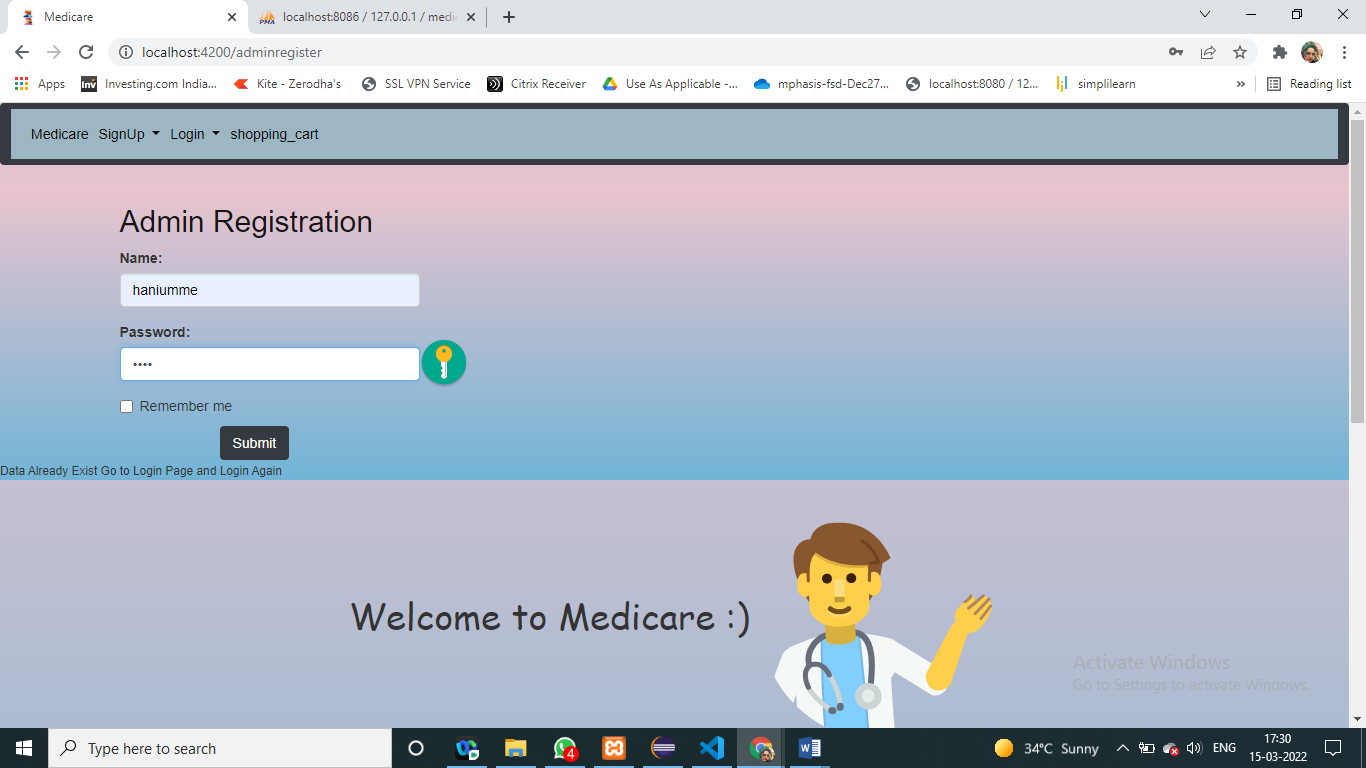 Medicare
localhost:8086 / 127.0.0.1 / medic
localhost:4200/adminregister
Apps
Investing.com India...
Kite - Zerodha's
SSL VPN Service
Citrix Receiver
Use As Applicable -...
mphasis-fsd-Dec27...
localhost:8080 / 12...
simplilearn
»
Reading list
Medicare SignUp Login shopping_cart
Admin Registration
Name:
haniumme
Password:
••••
Remember me
Submit
Data Already Exist Go to Login Page and Login Again
Welcome to Medicare :)
Activate Windows
Go to Settings to activate Windows.
Type here to search
4
34°C Sunny
ENG
17:30
15-03-2022